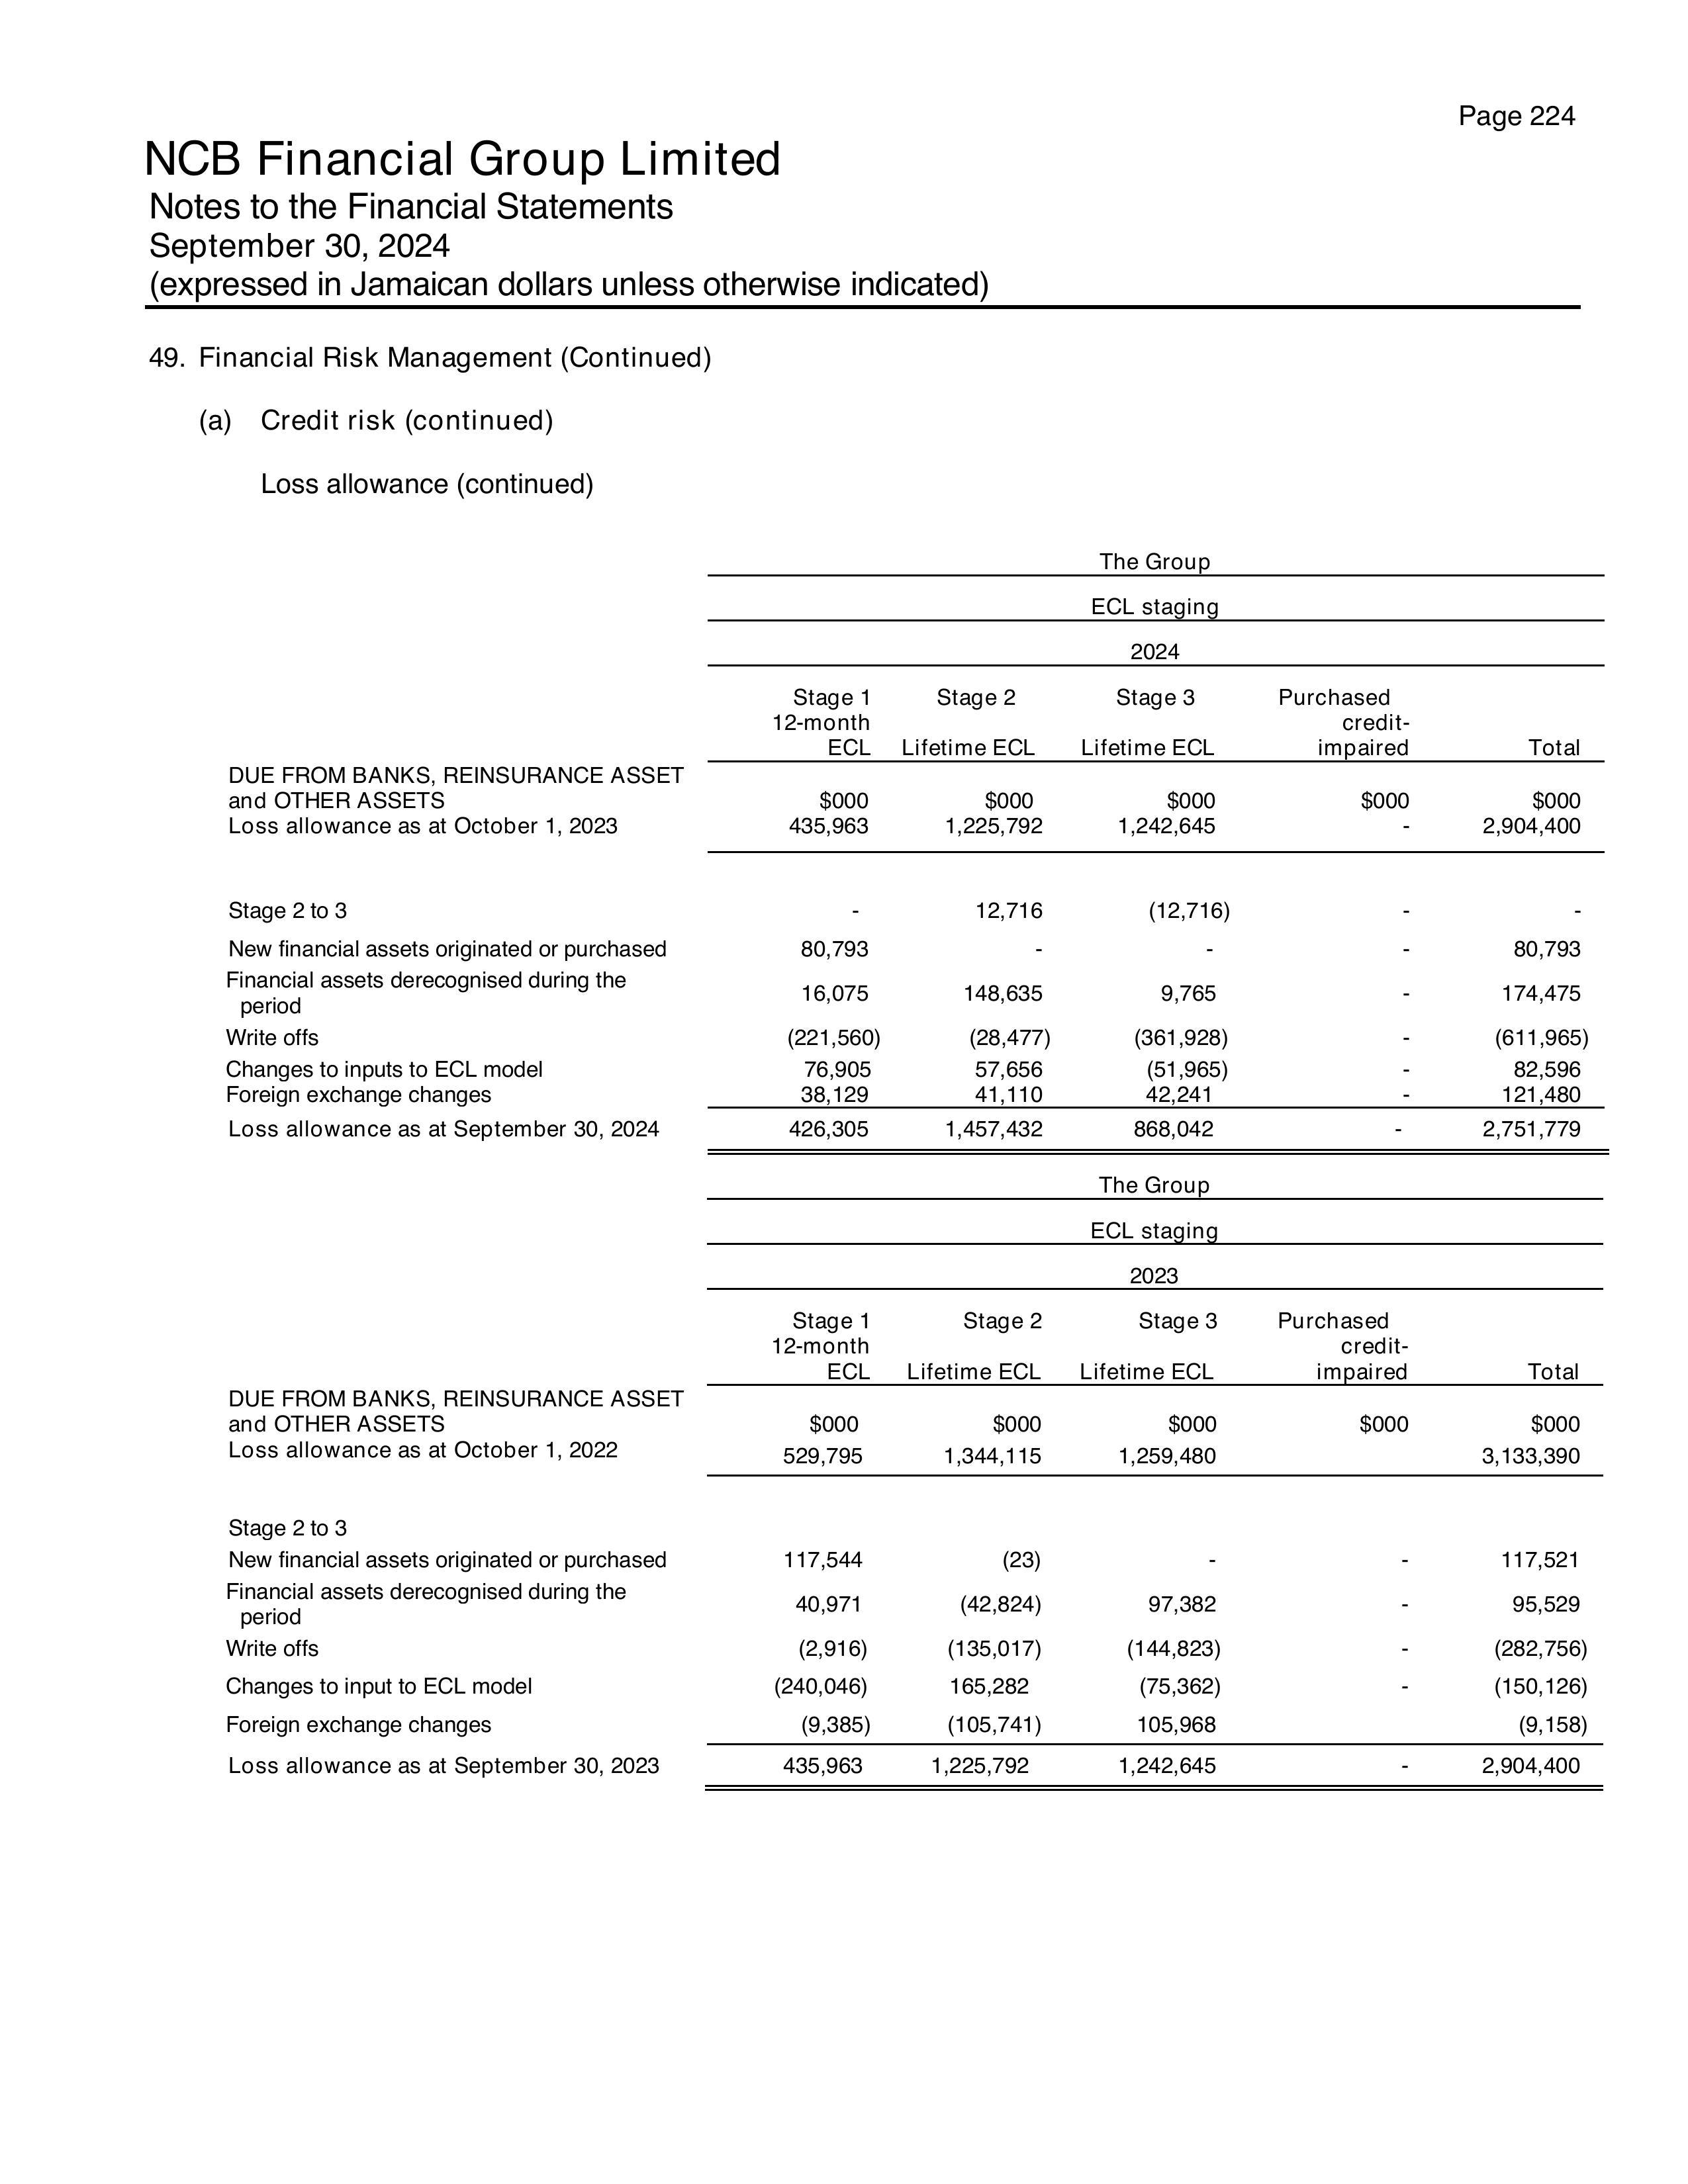 Page 224
NCB Financial Group Limited
Notes to the Financial Statements
September 30, 2024
(expressed in Jamaican dollars unless otherwise indicated)
49. Financial Risk Management (Continued)
(a) Credit risk (continued)
Loss allowance (continued)
The Group
ECL staging
2024
Stage 1 Stage 2 Stage 3 Purchased
12-month credit-
ECL Lifetime ECL Lifetime ECL impaired Total
DUE FROM BANKS, REINSURANCE ASSET
and OTHER ASSETS $000 $000 $000 $000 $000
Loss allowance as at October 1, 2023 435,963 1,225,792 1,242,645 - 2,904,400
Stage 2 to 3 - 12,716 (12,716) - -
New financial assets originated or purchased 80,793 - - - 80,793
Financial assets derecognised during the
period 16,075 148,635 9,765 - 174,475
Write offs (221,560) (28,477) (361,928) - (611,965)
Changes to inputs to ECL model 76,905 57,656 (51,965) - 82,596
Foreign exchange changes 38,129 41,110 42,241 - 121,480
Loss allowance as at September 30, 2024 426,305 1,457,432 868,042 - 2,751,779
The Group
ECL staging
2023
Stage 1 Stage 2 Stage 3 Purchased
12-month credit-
ECL Lifetime ECL Lifetime ECL impaired Total
DUE FROM BANKS, REINSURANCE ASSET
and OTHER ASSETS $000 $000 $000 $000 $000
Loss allowance as at October 1, 2022 529,795 1,344,115 1,259,480 3,133,390
Stage 2 to 3
New financial assets originated or purchased 117,544 (23) - - 117,521
Financial assets derecognised during the
period 40,971 (42,824) 97,382 - 95,529
Write offs (2,916) (135,017) (144,823) - (282,756)
Changes to input to ECL model (240,046) 165,282 (75,362) - (150,126)
Foreign exchange changes (9,385) (105,741) 105,968 (9,158)
Loss allowance as at September 30, 2023 435,963 1,225,792 1,242,645 - 2,904,400